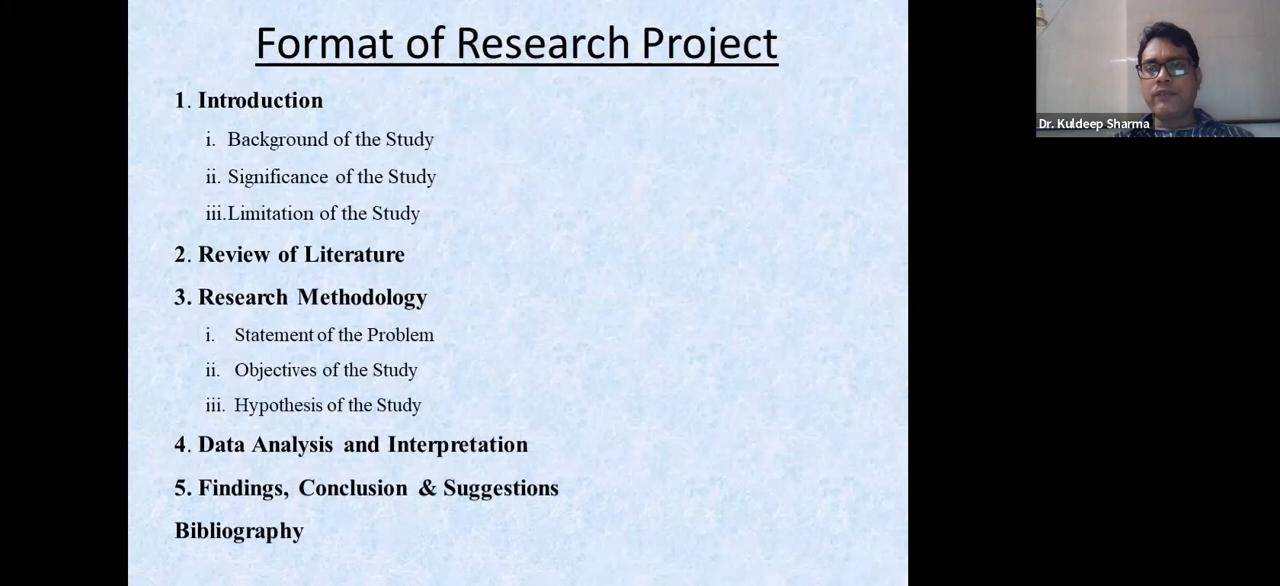 Format of Research Project
1. Introduction
i. Background of the Study
ii. Significance of the Study
iii.Limitation of the Study
2. Review of Literature
3. Research Methodology
i. Statement of the Problem
ii. Objectives of the Study
iii. Hypothesis of the Study
4. Data Analysis and Interpretation
5. Findings, Conclusion & Suggestions
Bibliography
Dr. Kuldeep Sharma